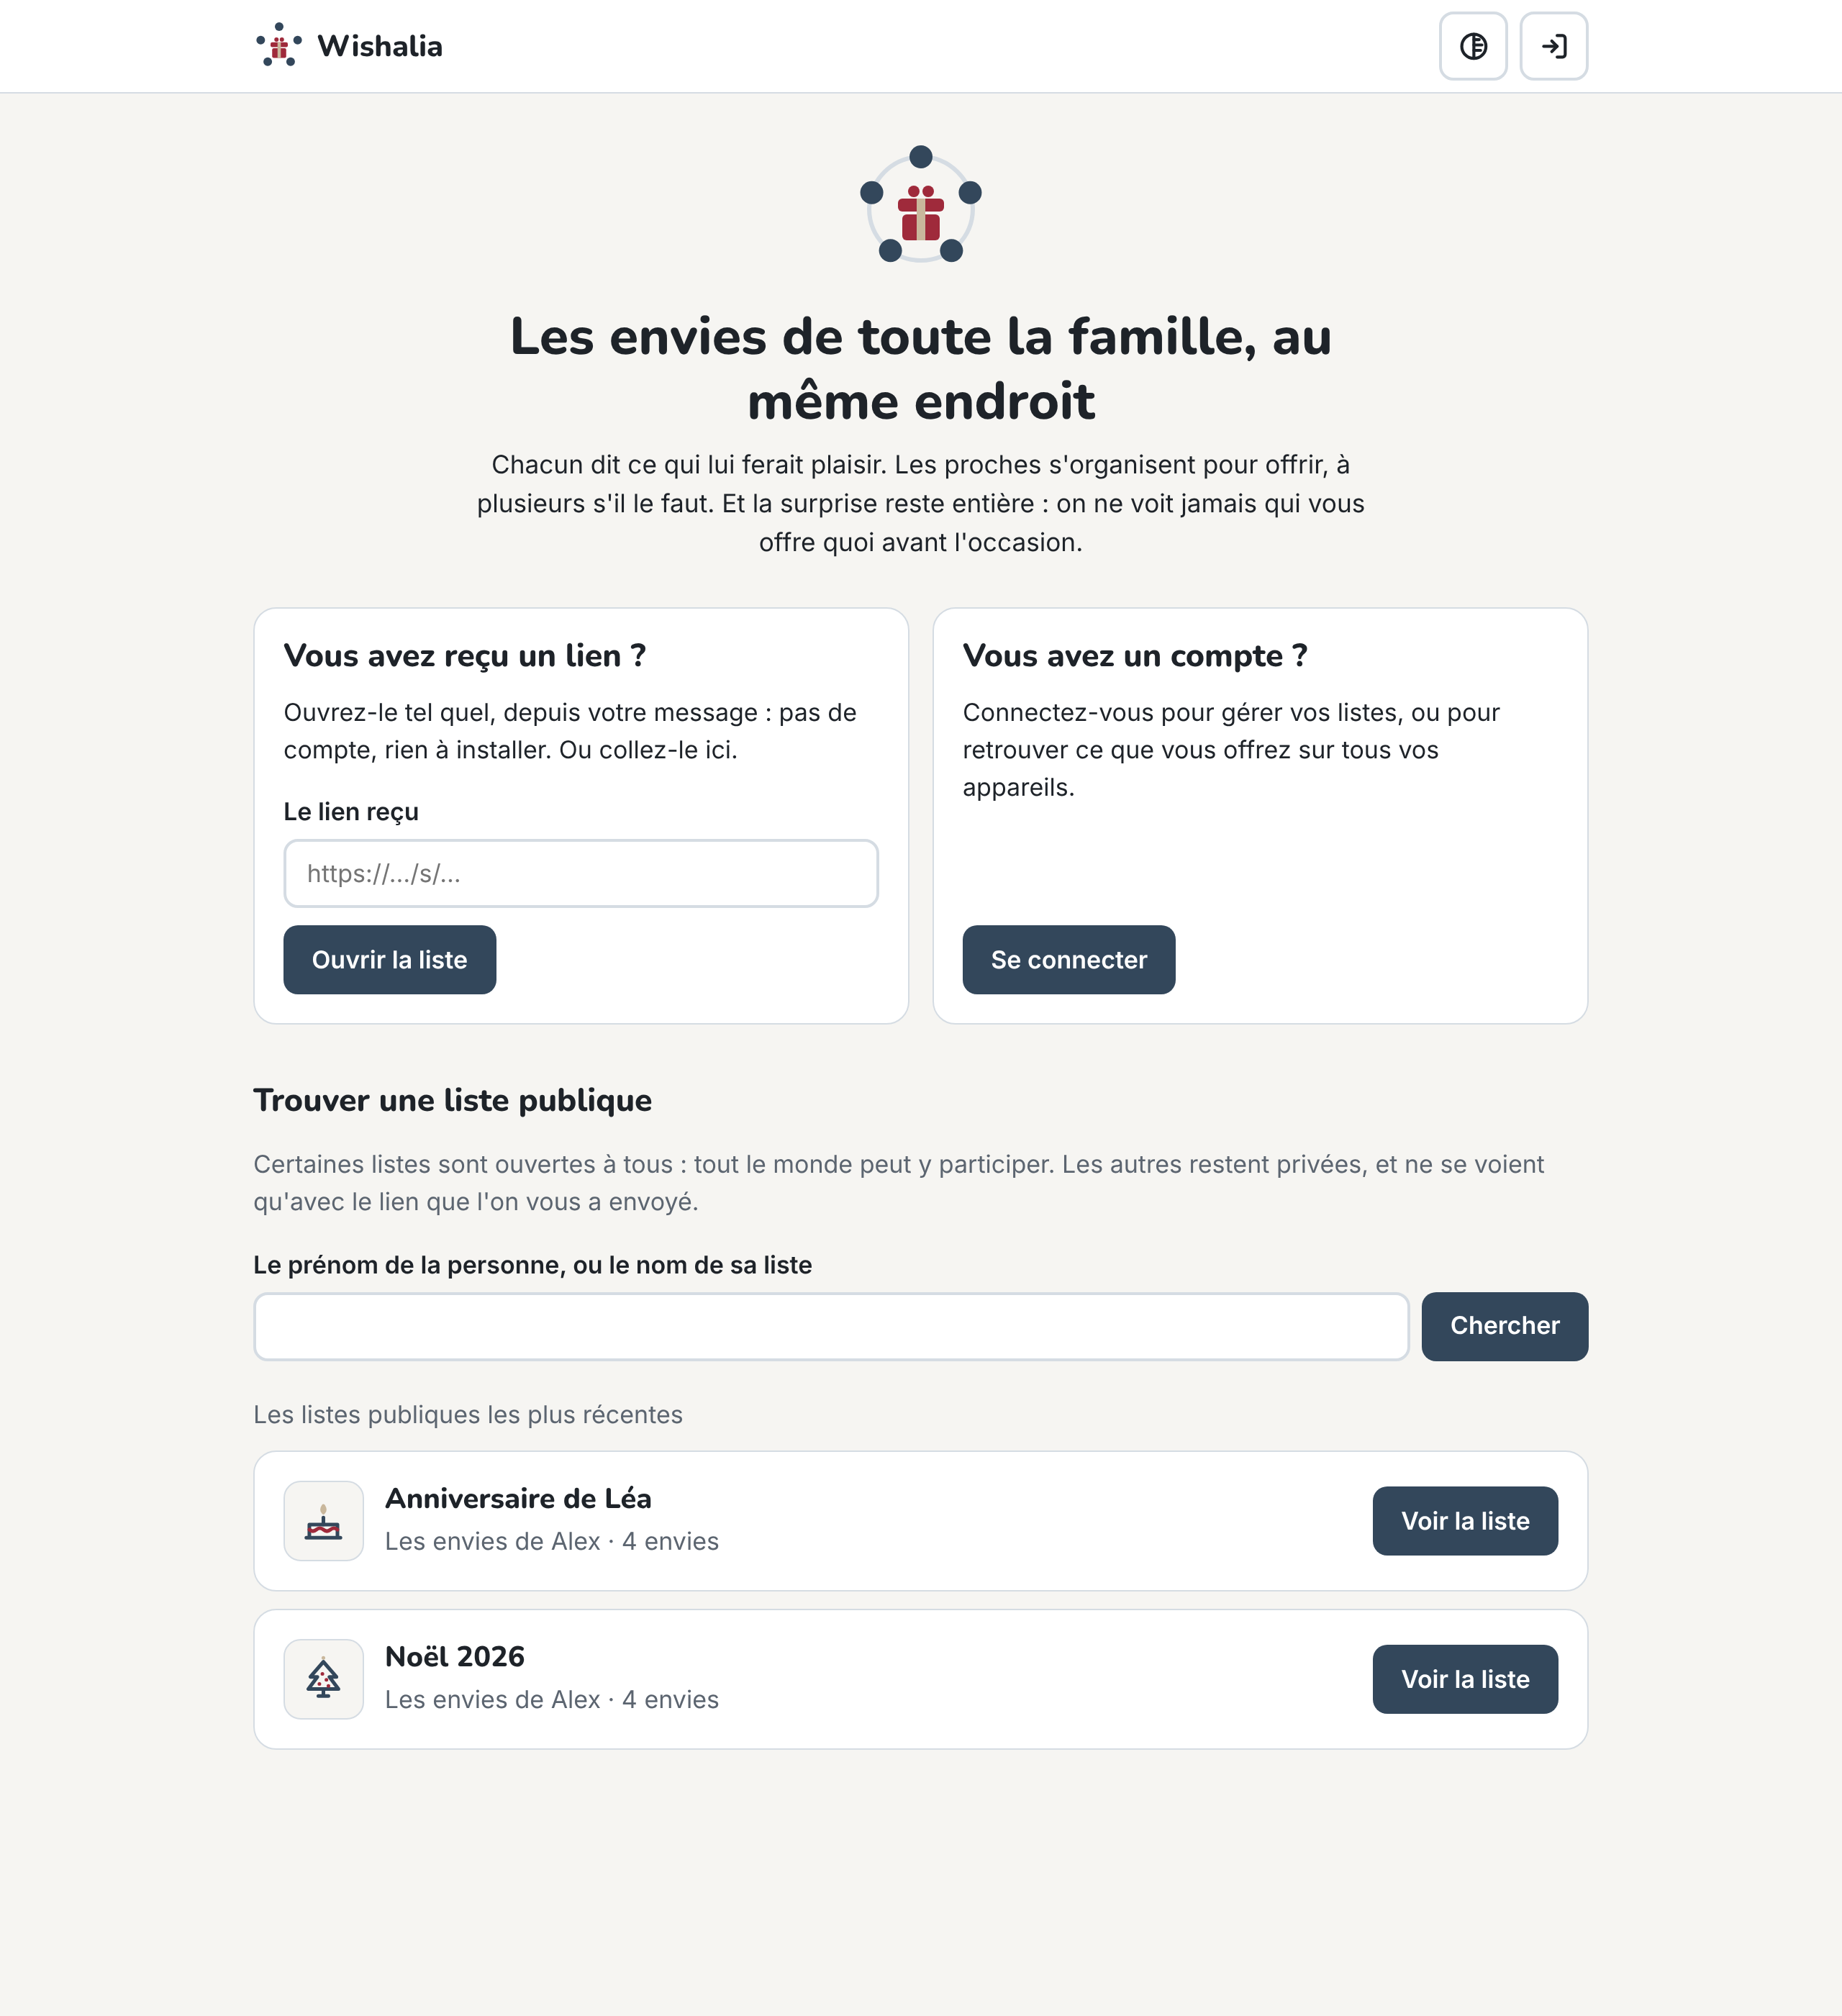 Wishalia
Les envies de toute la famille, au
même endroit
Chacun dit ce qui lui ferait plaisir. Les proches s'organisent pour offrir, à
plusieurs s'il le faut. Et la surprise reste entière : on ne voit jamais qui vous
offre quoi avant l'occasion.
Vous avez reçu un lien ?
Ouvrez-le tel quel, depuis votre message : pas de
compte, rien à installer. Ou collez-le ici.
Le lien reçu
https://.../s/...
Ouvrir la liste
Vous avez un compte ?
Connectez-vous pour gérer vos listes, ou pour
retrouver ce que vous offrez sur tous vos
appareils.
Se connecter
Trouver une liste publique
Certaines listes sont ouvertes à tous : tout le monde peut y participer. Les autres restent privées, et ne se voient
qu'avec le lien que l'on vous a envoyé.
Le prénom de la personne, ou le nom de sa liste
Chercher
Les listes publiques les plus récentes
Anniversaire de Léa
Les envies de Alex · 4 envies
Voir la liste
Noël 2026
Les envies de Alex · 4 envies
Voir la liste